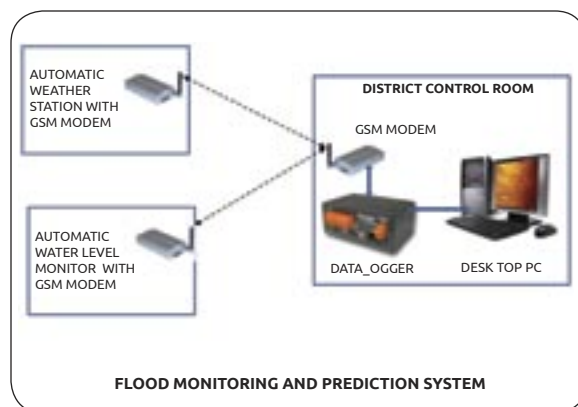 AUTOMATIC
WEATHER
STATION WITH
GSM MODEM
DISTRICT CONTROL ROOM
GSM MODEM
AUTOMATIC
WATER LEVEL
MONITOR WITH
GSM MODEM
DATA_OGGER
DESK TOP PC
FLOOD MONITORING AND PREDICTION SYSTEM